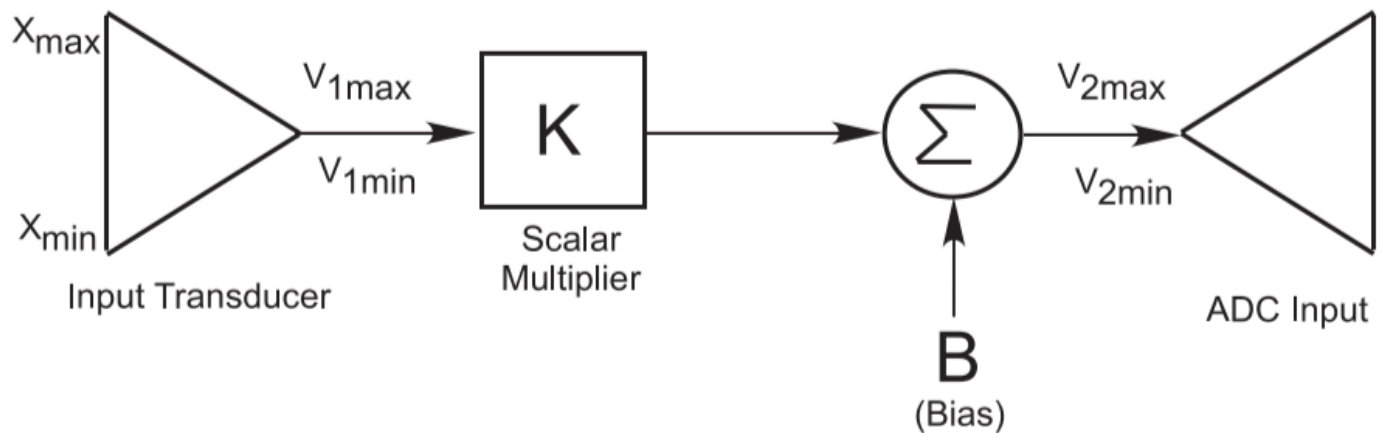 Xmax
V1max
V2max
K
Σ
V1min
V2min
Xmin
Scalar
Multiplier
Input Transducer
ADC Input
B
(Bias)